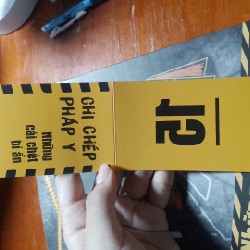 GHI CHÉP
PHÁP Y
Những
cái chết
bí ẩn